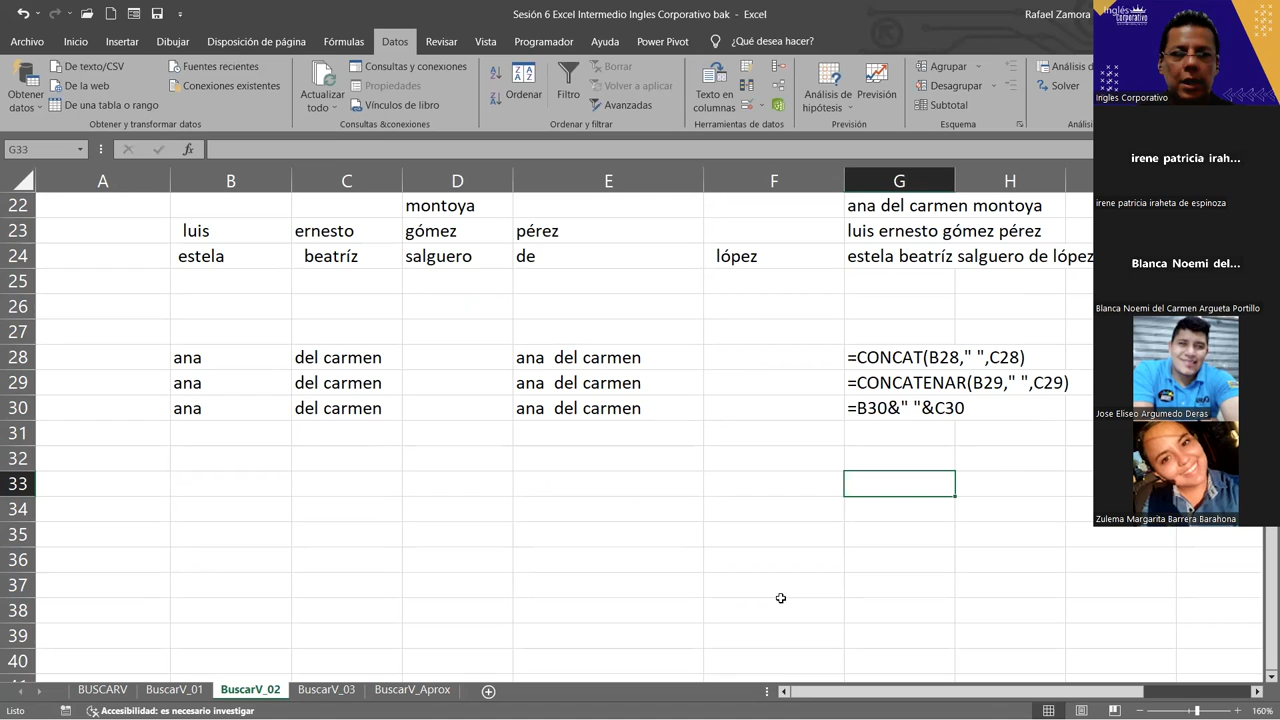 Sesión 6 Excel Intermedio Ingles Corporativo bak - Excel
Rafael Zamora
Archivo Inicio Insertar Dibujar Disposición de página Fórmulas Datos Revisar Vista Programador Ayuda Power Pivot ¿Qué desea hacer?
Obtener datos
De texto/CSV
De la web
De una tabla o rango
Fuentes recientes
Conexiones existentes
Obtener y transformar datos
Actualizar todo
Consultas y conexiones
Propiedades
Vínculos de libro
Consultas &conexiones
Ordenar
Filtro
Borrar
Volver a aplicar
Avanzadas
Ordenar y filtrar
Texto en columnas
Herramientas de datos
Análisis de hipótesis
Previsión
Previsión
Agrupar
Desagrupar
Subtotal
Esquema
Análisis d
Solver
Anális
G33
fx
A B C D E F G H
22 montoya ana del carmen montoya
23 luis ernesto gómez pérez luis ernesto gómez pérez
24 estela beatríz salguero de lópez estela beatríz salguero de lópez
25
26
27
28 ana del carmen ana  del carmen =CONCAT(B28," ",C28)
29 ana del carmen ana  del carmen =CONCATENAR(B29," ",C29)
30 ana del carmen ana  del carmen =B30&" "&C30
31
32
33
34
35
36
37
38
39
40
BUSCARV BuscarV_01 BuscarV_02 BuscarV_03 BuscarV_Aprox
Listo Accesibilidad: es necesario investigar 160%
Inglés
Corporativo
Ingles Corporativo
irene patricia irah...
irene patricia iraheta de espinoza
Blanca Noemi del...
Blanca Noemi del Carmen Argueta Portillo
Jose Eliseo Argumedo Deras
Zulema Margarita Barrera Barahona